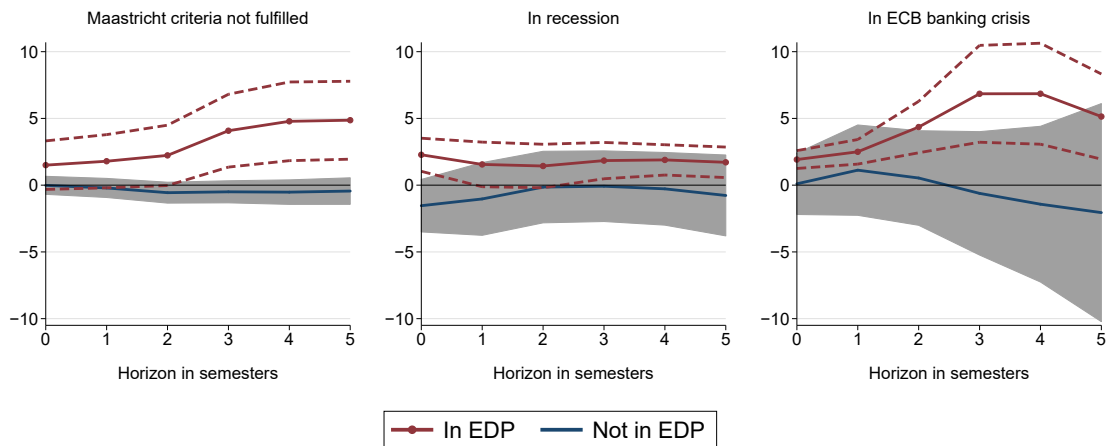 Maastricht criteria not fulfilled
10
5
0
−5
−10
0 1 2 3 4 5
Horizon in semesters
In recession
10
5
0
−5
−10
0 1 2 3 4 5
Horizon in semesters
In ECB banking crisis
10
5
0
−5
−10
0 1 2 3 4 5
Horizon in semesters
In EDP Not in EDP